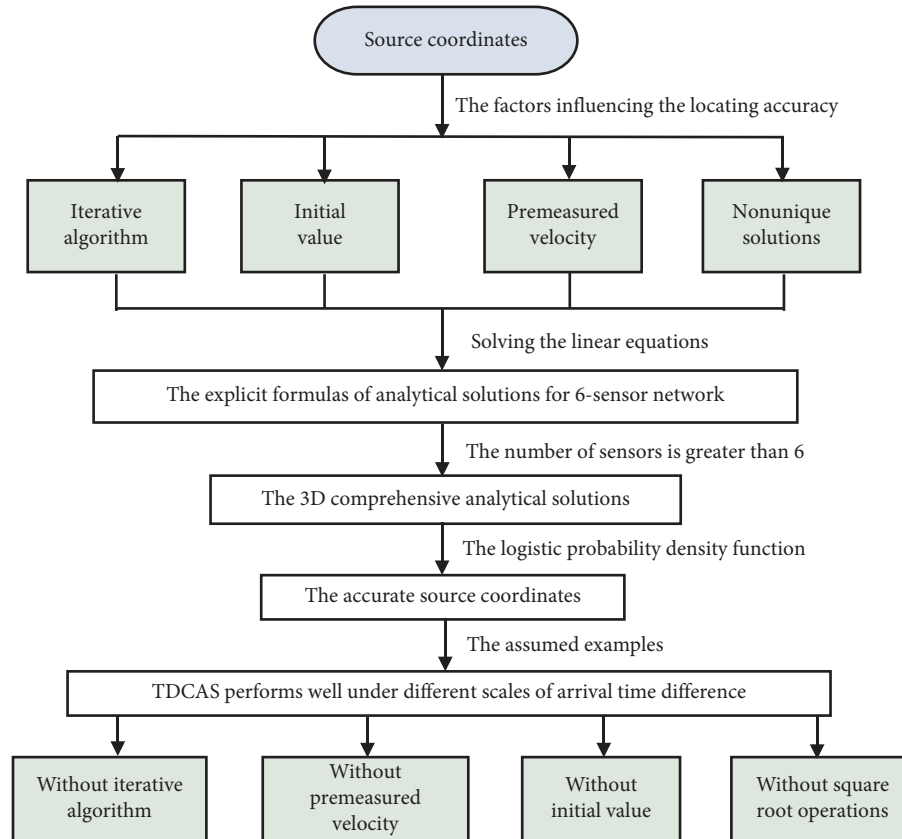 Source coordinates
The factors influencing the locating accuracy
Iterative
algorithm
Initial
value
Premeasured
velocity
Nonunique
solutions
Solving the linear equations
The explicit formulas of analytical solutions for 6-sensor network
The number of sensors is greater than 6
The 3D comprehensive analytical solutions
The logistic probability density function
The accurate source coordinates
The assumed examples
TDCAS performs well under different scales of arrival time difference
Without iterative
algorithm
Without
premeasured
velocity
Without
initial value
Without square
root operations